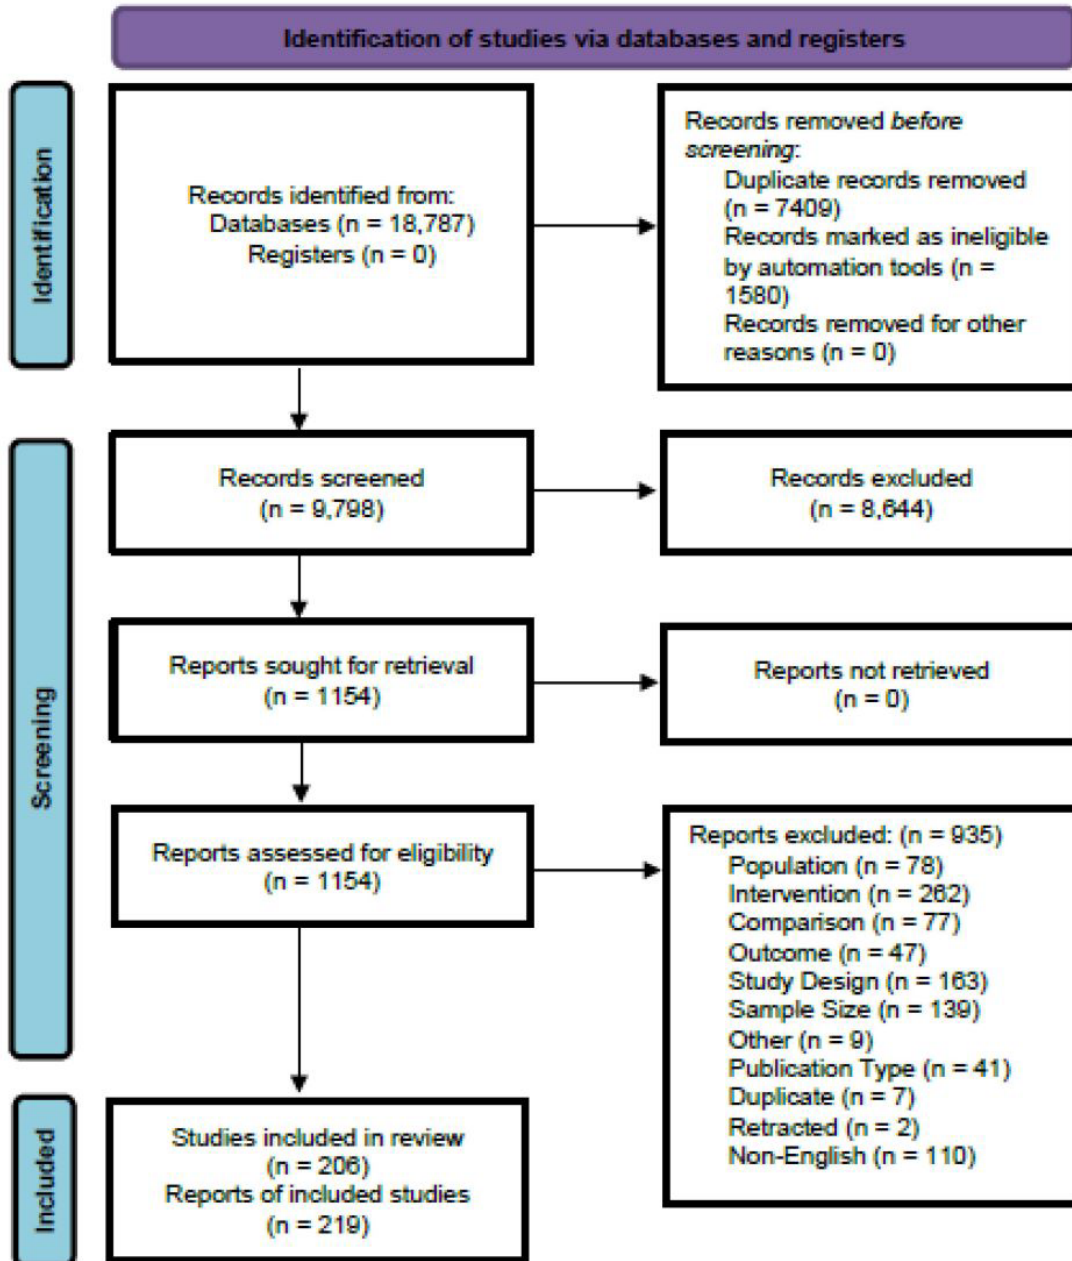 Identification of studies via databases and registers
Identification
Records identified from:
Databases (n = 18,787)
Registers (n = 0)
Records removed before
screening:
Duplicate records removed
(n = 7409)
Records marked as ineligible
by automation tools (n =
1580)
Records removed for other
reasons (n = 0)
Screening
Records screened
(n = 9,798)
Records excluded
(n = 8,644)
Reports sought for retrieval
(n = 1154)
Reports not retrieved
(n = 0)
Reports assessed for eligibility
(n = 1154)
Reports excluded: (n = 935)
Population (n = 78)
Intervention (n = 262)
Comparison (n = 77)
Outcome (n = 47)
Study Design (n = 163)
Sample Size (n = 139)
Other (n = 9)
Publication Type (n = 41)
Duplicate (n = 7)
Retracted (n = 2)
Non-English (n = 110)
Included
Studies included in review
(n = 206)
Reports of included studies
(n = 219)